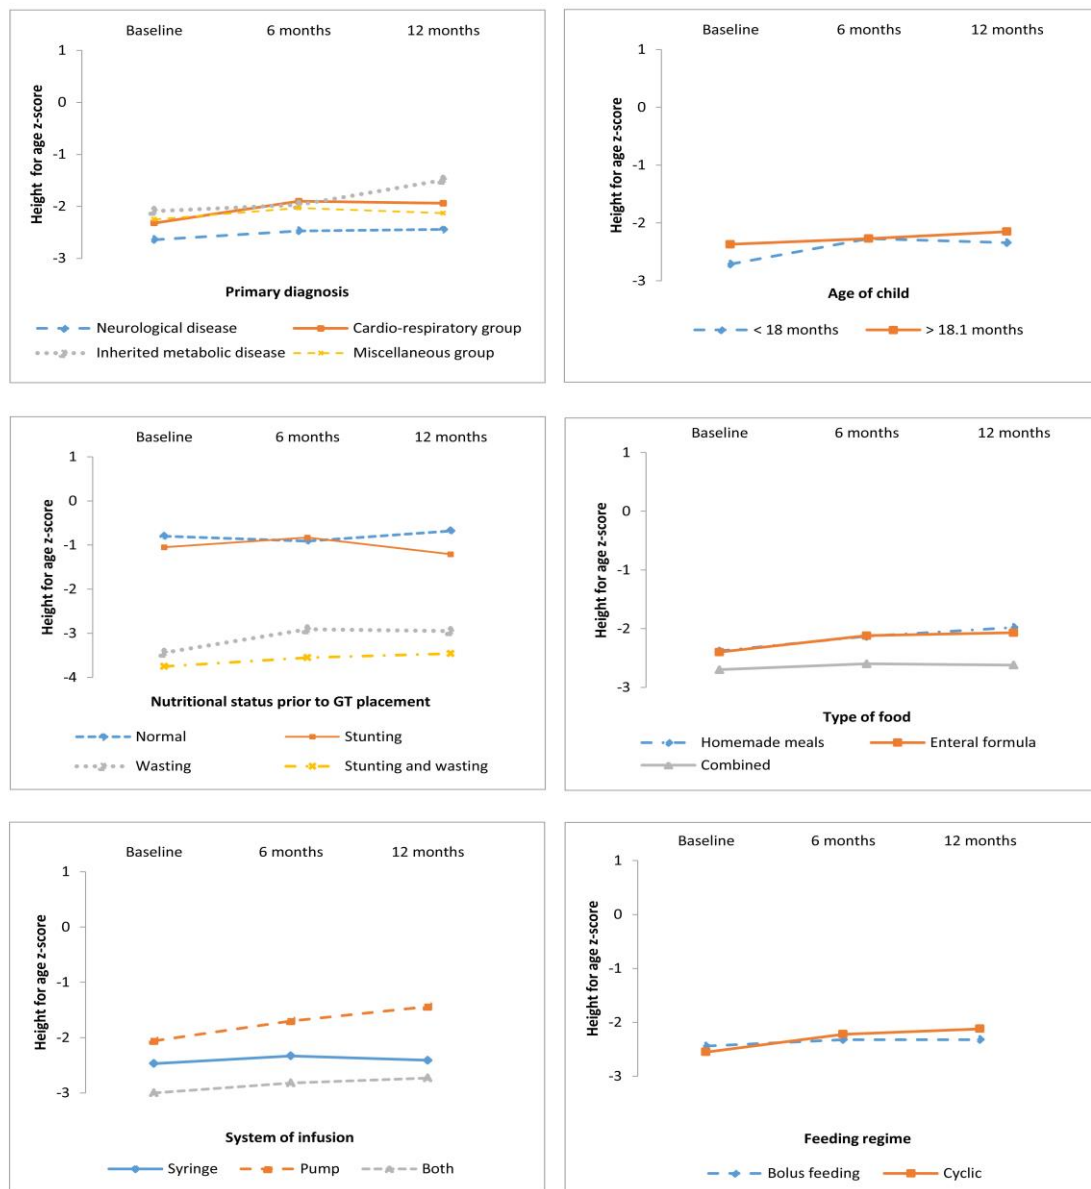 Baseline 6 months 12 months
1
0
-1
-2
-3
Height for age z-score
Primary diagnosis
Neurological disease Cardio-respiratory group
Inherited metabolic disease Miscellaneous group
Baseline 6 months 12 months
1
0
-1
-2
-3
Height for age z-score
Age of child
< 18 months > 18.1 months
Baseline 6 months 12 months
1
0
-1
-2
-3
-4
Height for age z-score
Nutritional status prior to GT placement
Normal Stunting
Wasting Stunting and wasting
Baseline 6 months 12 months
1
0
-1
-2
-3
Height for age z-score
Type of food
Homemade meals Enteral formula
Combined
Baseline 6 months 12 months
1
0
-1
-2
-3
Height for age z-score
System of infusion
Syringe Pump Both
Baseline 6 months 12 months
1
0
-1
-2
-3
Height for age z-score
Feeding regime
Bolus feeding Cyclic